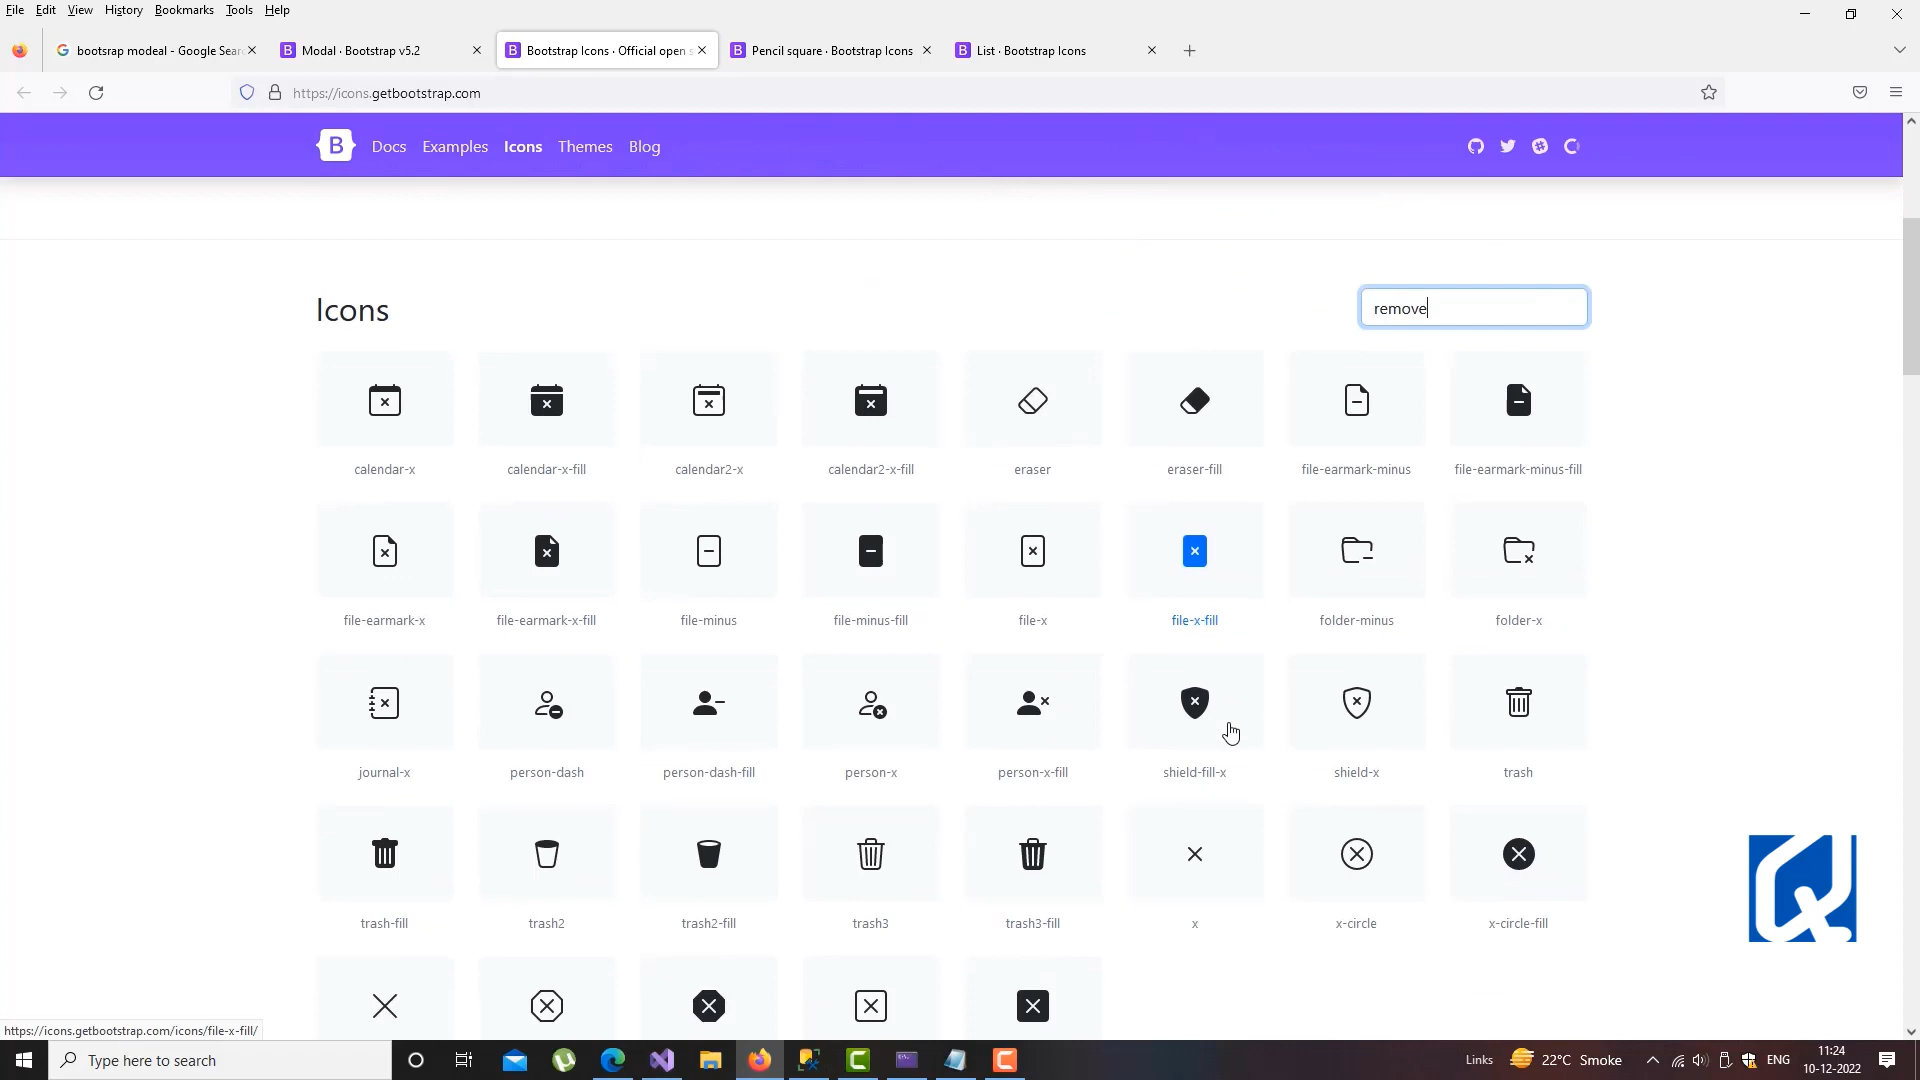 File Edit View History Bookmarks Tools Help
bootsrap modeal - Google Sear
Modal · Bootstrap v5.2
Bootstrap Icons · Official open s
Pencil square · Bootstrap Icons
List · Bootstrap Icons
https://icons.getbootstrap.com
B Docs Examples Icons Themes Blog
Icons
remove
calendar-x calendar-x-fill calendar2-x calendar2-x-fill eraser eraser-fill file-earmark-minus file-earmark-minus-fill
file-earmark-x file-earmark-x-fill file-minus file-minus-fill file-x file-x-fill folder-minus folder-x
journal-x person-dash person-dash-fill person-x person-x-fill shield-fill-x shield-x trash
trash-fill trash2 trash2-fill trash3 trash3-fill x x-circle x-circle-fill
https://icons.getbootstrap.com/icons/file-x-fill/
Type here to search
Links
22°C Smoke
ENG
11:24
10-12-2022